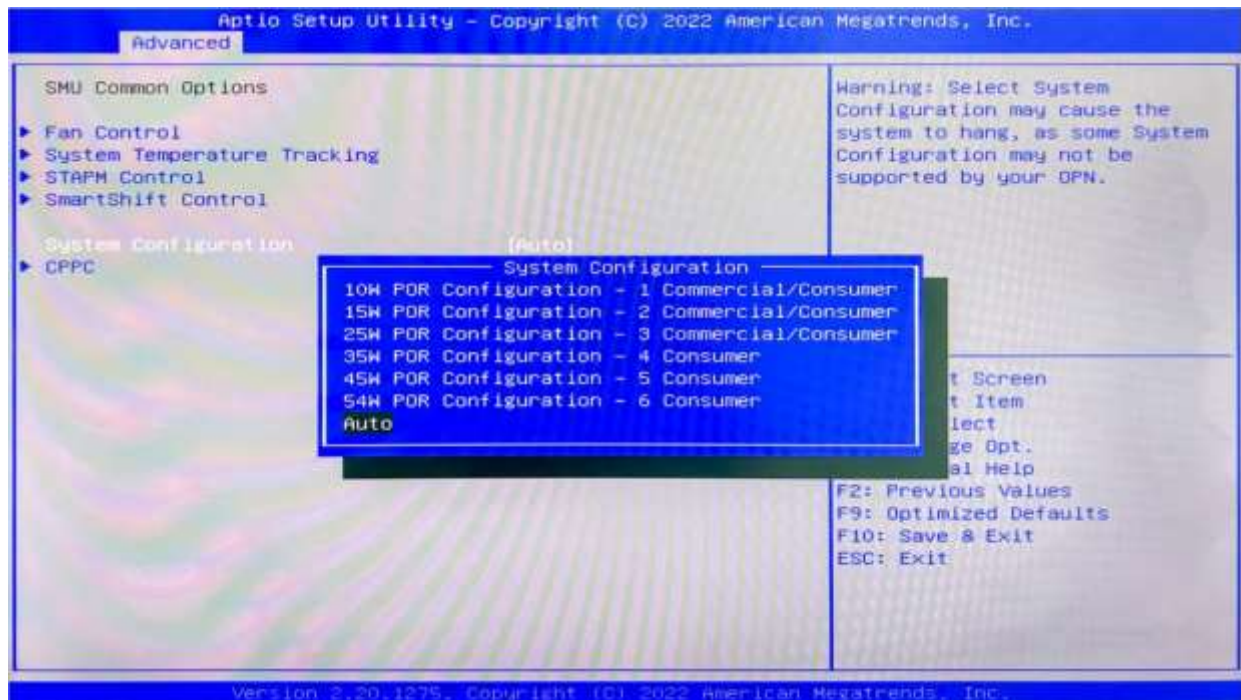 Aptio Setup Utility - Copyright (C) 2022 American Megatrends, Inc.
Advanced
SMU Common Options
Fan Control
System Temperature Tracking
STAPM Control
SmartShift Control
System Configuration [Auto]
CPPC
System Configuration
10W POR Configuration - 1 Commercial/Consumer
15W POR Configuration - 2 Commercial/Consumer
25W POR Configuration - 3 Commercial/Consumer
35W POR Configuration - 4 Consumer
45W POR Configuration - 5 Consumer
54W POR Configuration - 6 Consumer
Auto
Warning: Select System
Configuration may cause the
system to hang, as some System
Configuration may not be
supported by your OPN.
t Screen
t Item
lect
ge Opt.
al Help
F2: Previous Values
F9: Optimized Defaults
F10: Save & Exit
ESC: Exit
Version 2.20.1275. Copyright (C) 2022 American Megatrends, Inc.